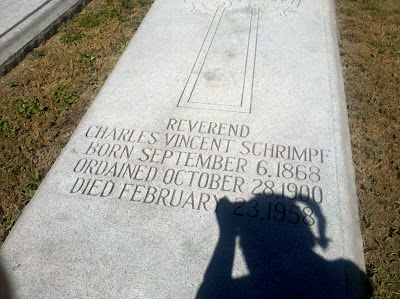 REVEREND
CHARLES VINCENT SCHRIMPF
BORN SEPTEMBER 6, 1868
ORDAINED OCTOBER 28, 1900
DIED FEBRUARY 23, 1958